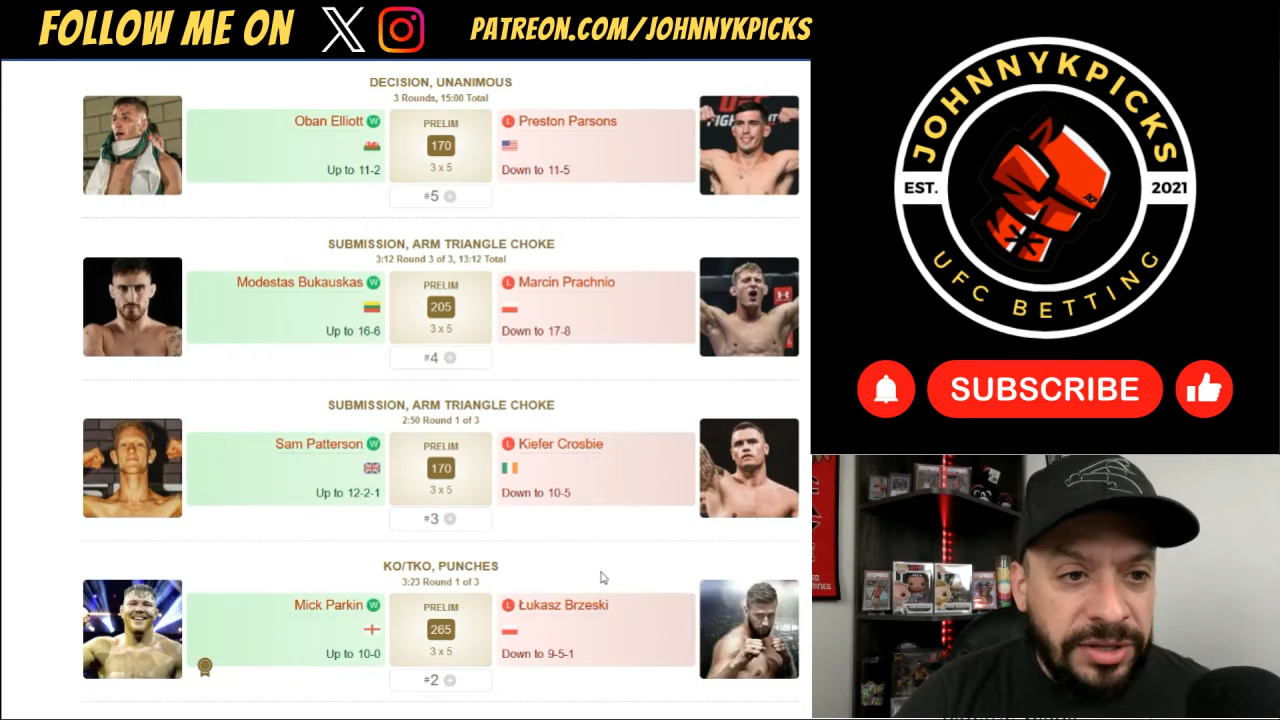 FOLLOW ME ON
PATREON.COM/JOHNNYKPICKS
DECISION, UNANIMOUS
3 Rounds, 15:00 Total
Oban Elliott W
PRELIM
L Preston Parsons
170
Up to 11-2
3 x 5
Down to 11-5
#5
SUBMISSION, ARM TRIANGLE CHOKE
3:12 Round 3 of 3, 13:12 Total
Modestas Bukauskas W
PRELIM
L Marcin Prachnio
205
Up to 16-6
3 x 5
Down to 17-8
#4
SUBMISSION, ARM TRIANGLE CHOKE
2:50 Round 1 of 3
Sam Patterson W
PRELIM
L Kiefer Crosbie
170
Up to 12-2-1
3 x 5
Down to 10-5
#3
KO/TKO, PUNCHES
3:23 Round 1 of 3
Mick Parkin W
PRELIM
L Łukasz Brzeski
265
Up to 10-0
3 x 5
Down to 9-5-1
#2
JOHNNYKPICKS
EST.
2021
JKP
UFC BETTING
SUBSCRIBE